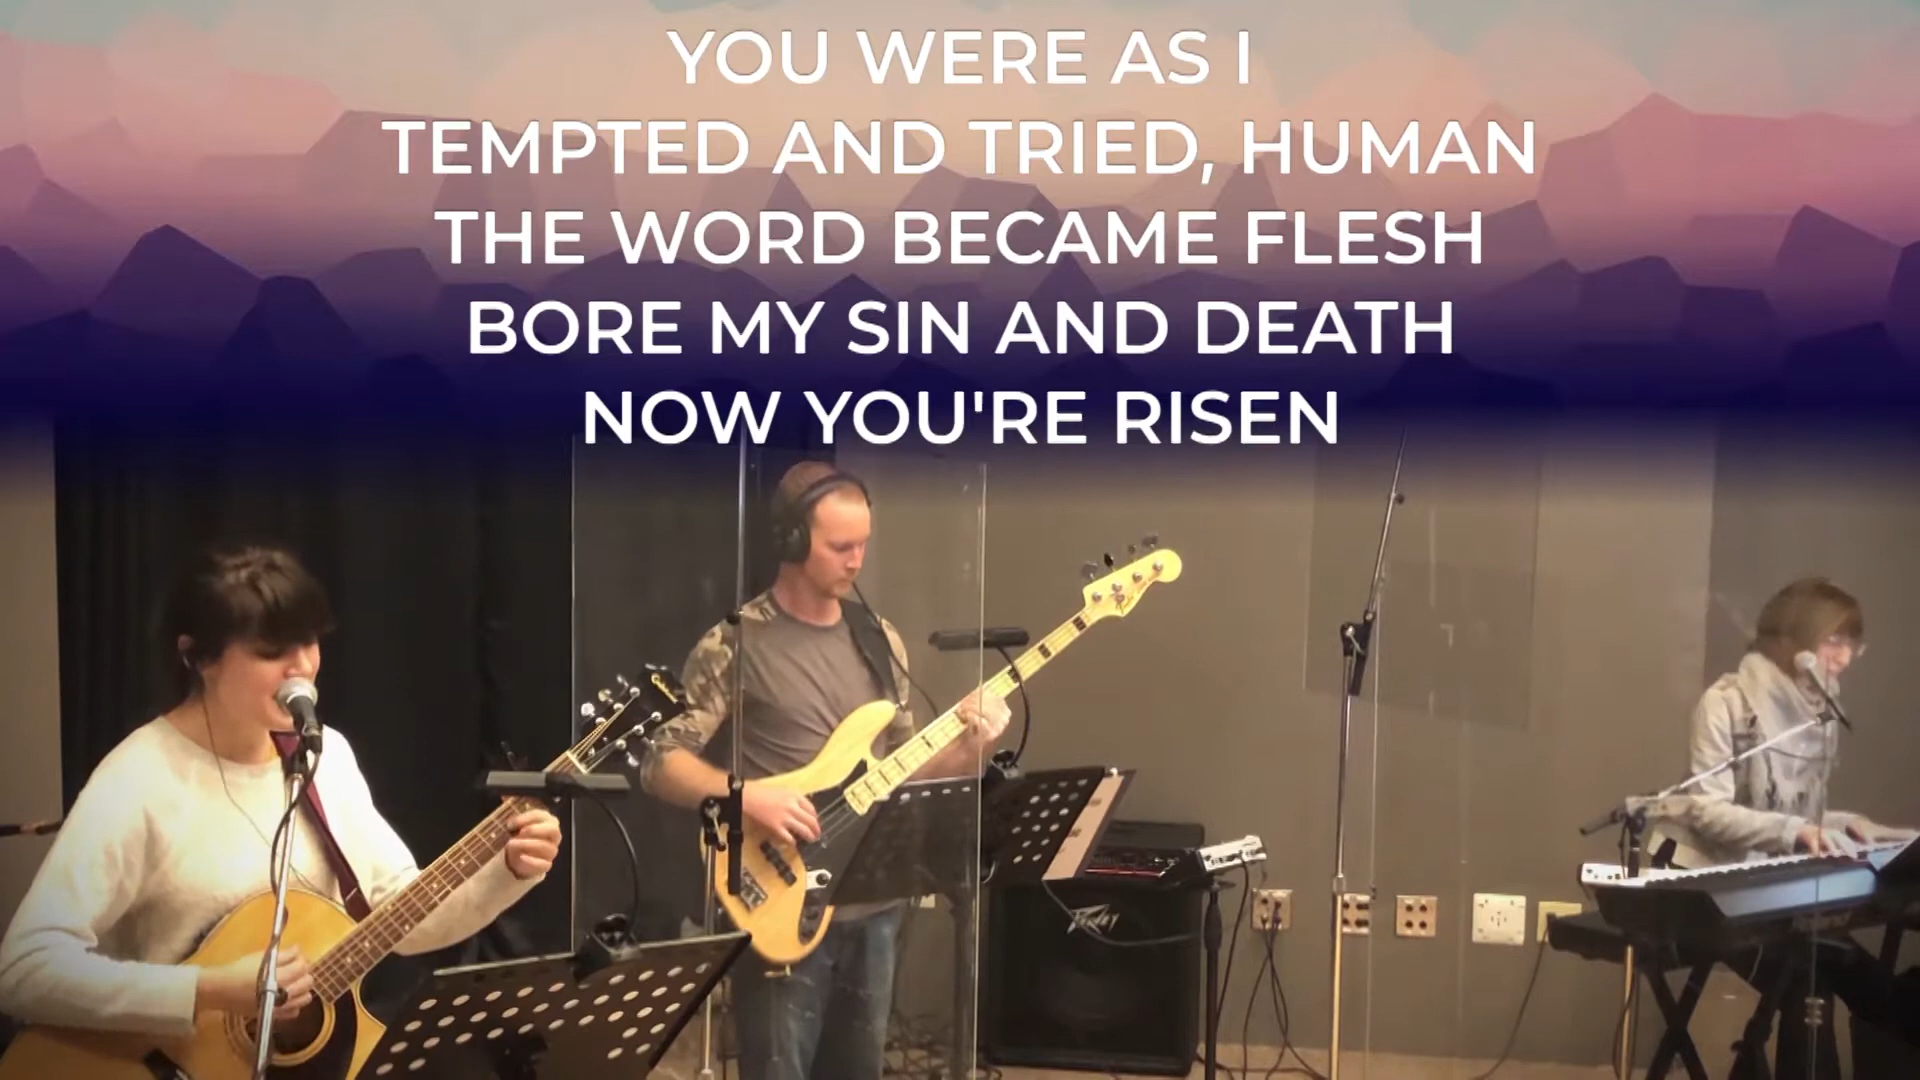 YOU WERE AS I
TEMPTED AND TRIED, HUMAN
THE WORD BECAME FLESH
BORE MY SIN AND DEATH
NOW YOU'RE RISEN
Peavey